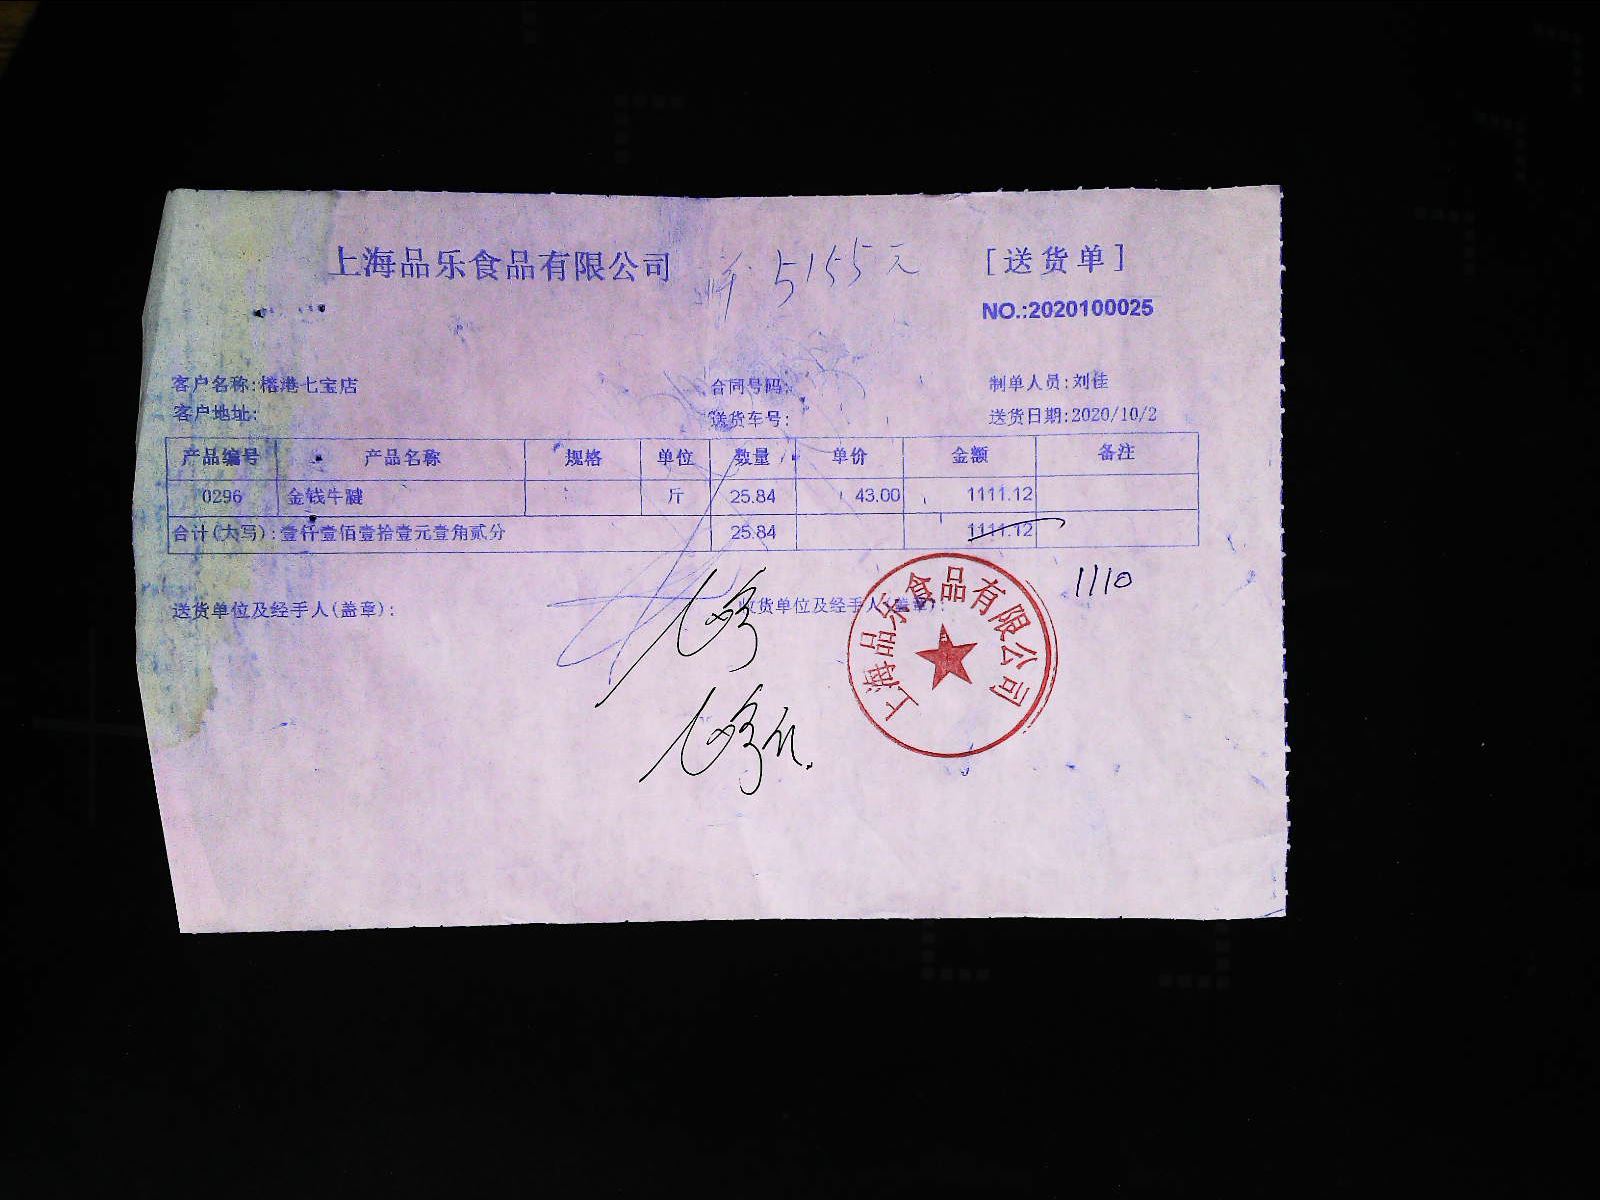 上海品乐食品有限公司
5155元
[送货单]
NO.:2020100025
客户名称:榕港七宝店 合同号码: 制单人员:刘佳
客户地址: 送货车号: 送货日期:2020/10/2
产品编号 产品名称 规格 单位 数量 单价 金额 备注
0296 金钱牛腱 斤 25.84 43.00 1111.12
合计(大写):壹仟壹佰壹拾壹元壹角贰分 25.84 1111.12
1110
送货单位及经手人(盖章): 收货单位及经手人(盖章):
上海品乐食品有限公司